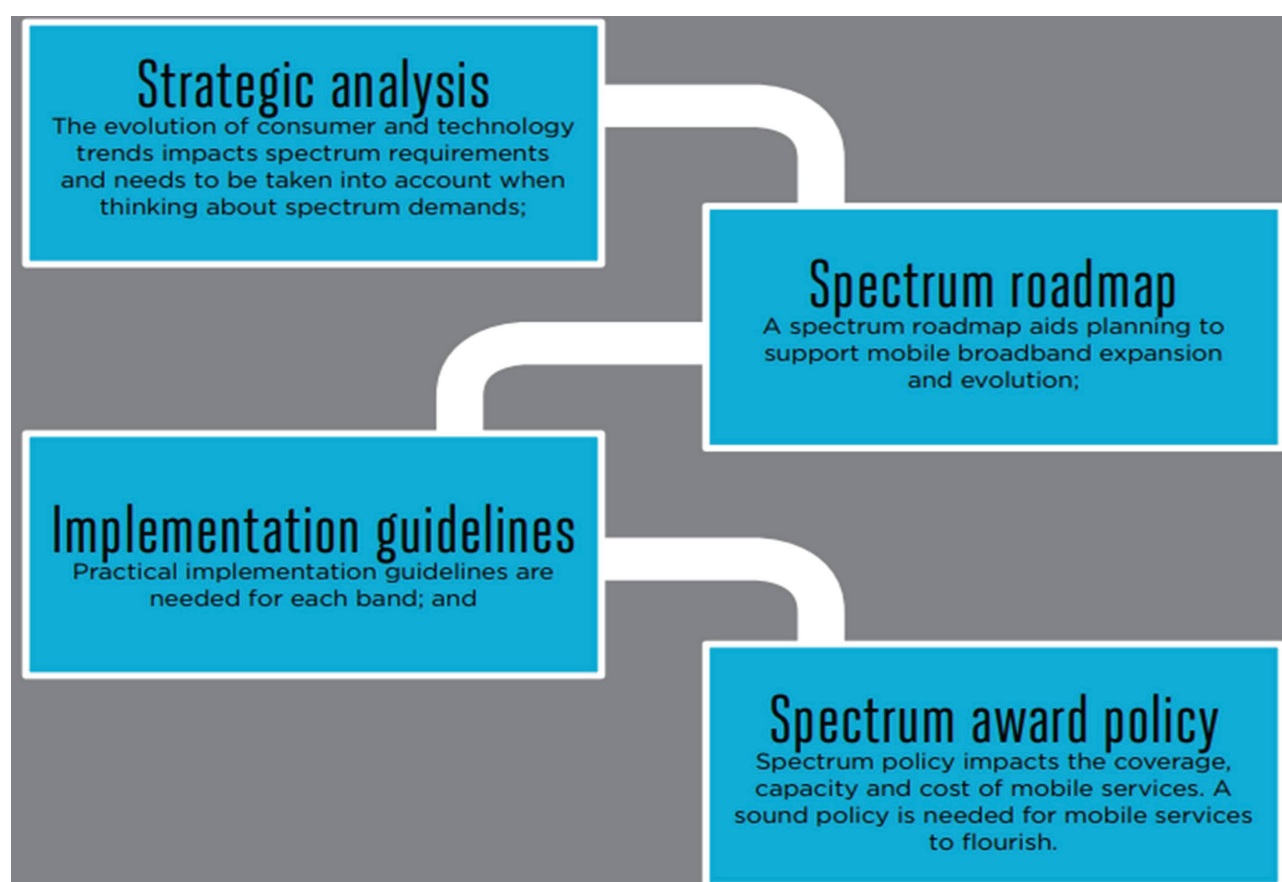 Strategic analysis
The evolution of consumer and technology
trends impacts spectrum requirements
and needs to be taken into account when
thinking about spectrum demands;
Spectrum roadmap
A spectrum roadmap aids planning to
support mobile broadband expansion
and evolution;
Implementation guidelines
Practical implementation guidelines are
needed for each band; and
Spectrum award policy
Spectrum policy impacts the coverage,
capacity and cost of mobile services. A
sound policy is needed for mobile services
to flourish.